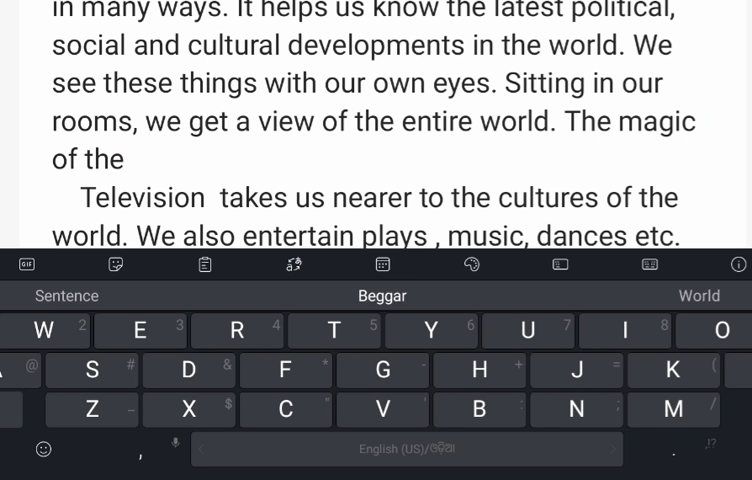 in many ways. It helps us know the latest political,
social and cultural developments in the world. We
see these things with our own eyes. Sitting in our
rooms, we get a view of the entire world. The magic
of the
Television takes us nearer to the cultures of the
world. We also entertain plays , music, dances etc.
GIF
Sentence Beggar World
W 2 E 3 R 4 T 5 Y 6 U 7 I 8 O
@ S # D & F * G - H + J = K (
Z _ X $ C " V ' B : N ; M /
, English (US)/ଓଡ଼ିଆ . ,!?